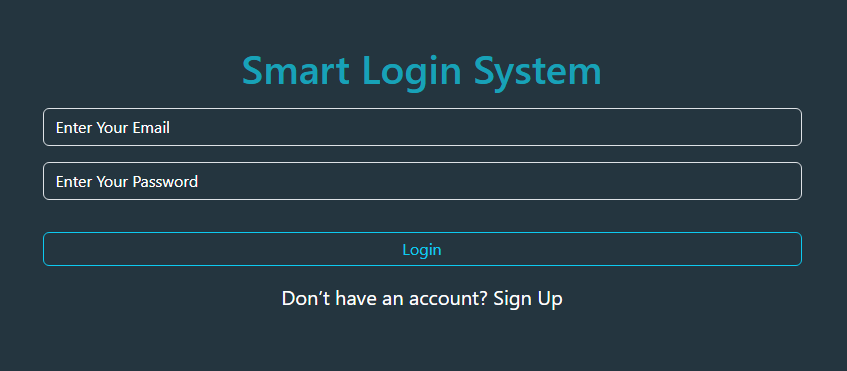 Smart Login System
Enter Your Email
Enter Your Password
Login
Don’t have an account? Sign Up